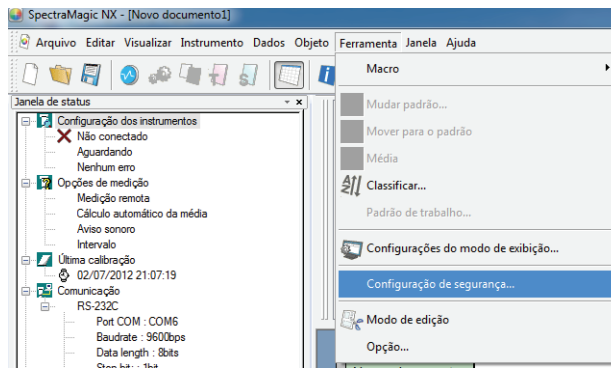 SpectraMagic NX - [Novo documento1]
Arquivo Editar Visualizar Instrumento Dados Objeto Ferramenta Janela Ajuda
Janela de status
Configuração dos instrumentos
Não conectado
Aguardando
Nenhum erro
Opções de medição
Medição remota
Cálculo automático da média
Aviso sonoro
Intervalo
Última calibração
02/07/2012 21:07:19
Comunicação
RS-232C
Port COM : COM6
Baudrate : 9600bps
Data length : 8bits
Macro
Mudar padrão...
Mover para o padrão
Média
Classificar...
Padrão de trabalho...
Configurações do modo de exibição...
Configuração de segurança...
Modo de edição
Opção...